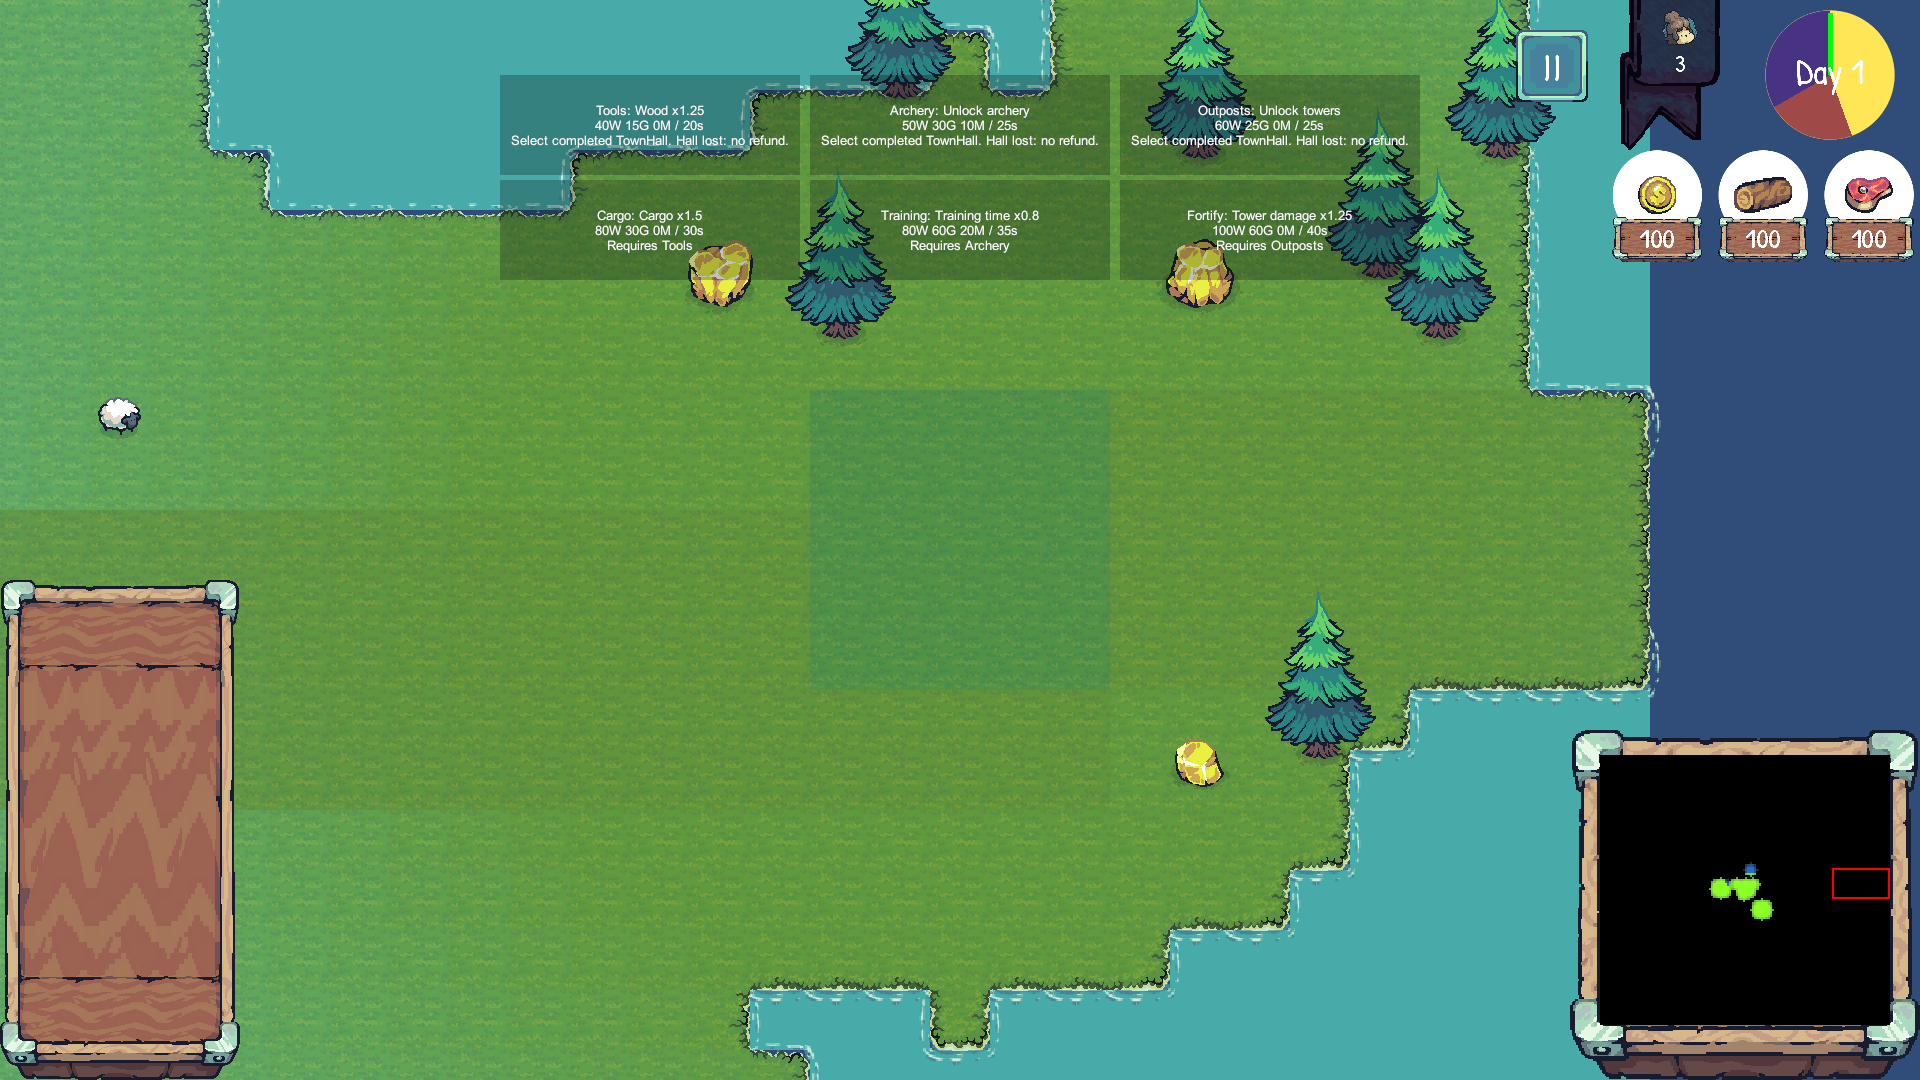 Tools: Wood x1.25
40W 15G 0M / 20s
Select completed TownHall. Hall lost: no refund.
Archery: Unlock archery
50W 30G 10M / 25s
Select completed TownHall. Hall lost: no refund.
Outposts: Unlock towers
60W 25G 0M / 25s
Select completed TownHall. Hall lost: no refund.
Cargo: Cargo x1.5
80W 30G 0M / 30s
Requires Tools
Training: Training time x0.8
80W 60G 20M / 35s
Requires Archery
Fortify: Tower damage x1.25
100W 60G 0M / 40s
Requires Outposts
3
Day 1
100
100
100